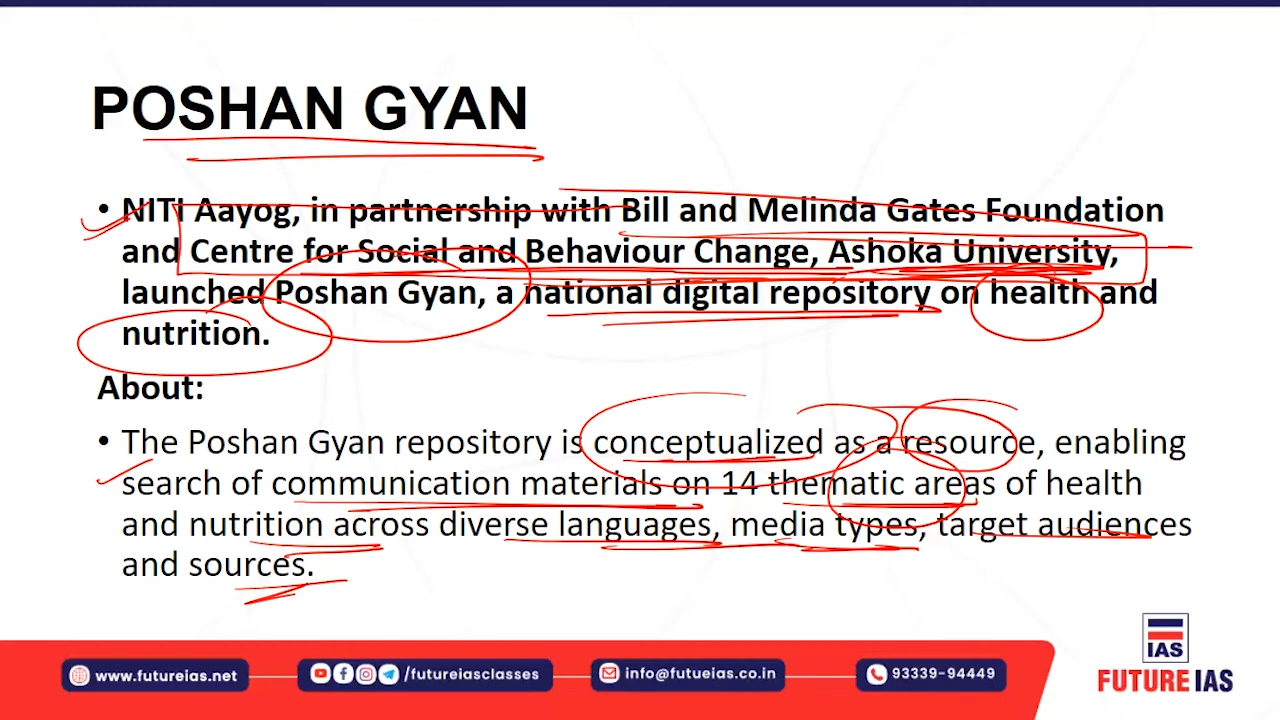 POSHAN GYAN
• NITI Aayog, in partnership with Bill and Melinda Gates Foundation
and Centre for Social and Behaviour Change, Ashoka University,
launched Poshan Gyan, a national digital repository on health and
nutrition.
About:
• The Poshan Gyan repository is conceptualized as a resource, enabling
search of communication materials on 14 thematic areas of health
and nutrition across diverse languages, media types, target audiences
and sources.
IAS
www.futureias.net
/futureiasclasses
info@futueias.co.in
93339-94449
FUTURE IAS